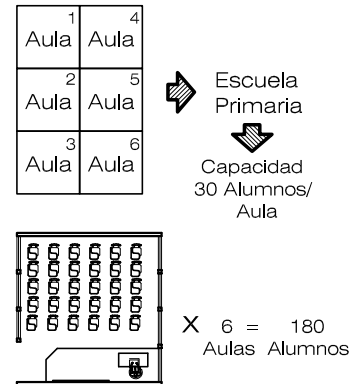 1 4
Aula Aula
2 5
Aula Aula
3 6
Aula Aula
Escuela
Primaria
Capacidad
30 Alumnos/
Aula
X 6 = 180
Aulas Alumnos